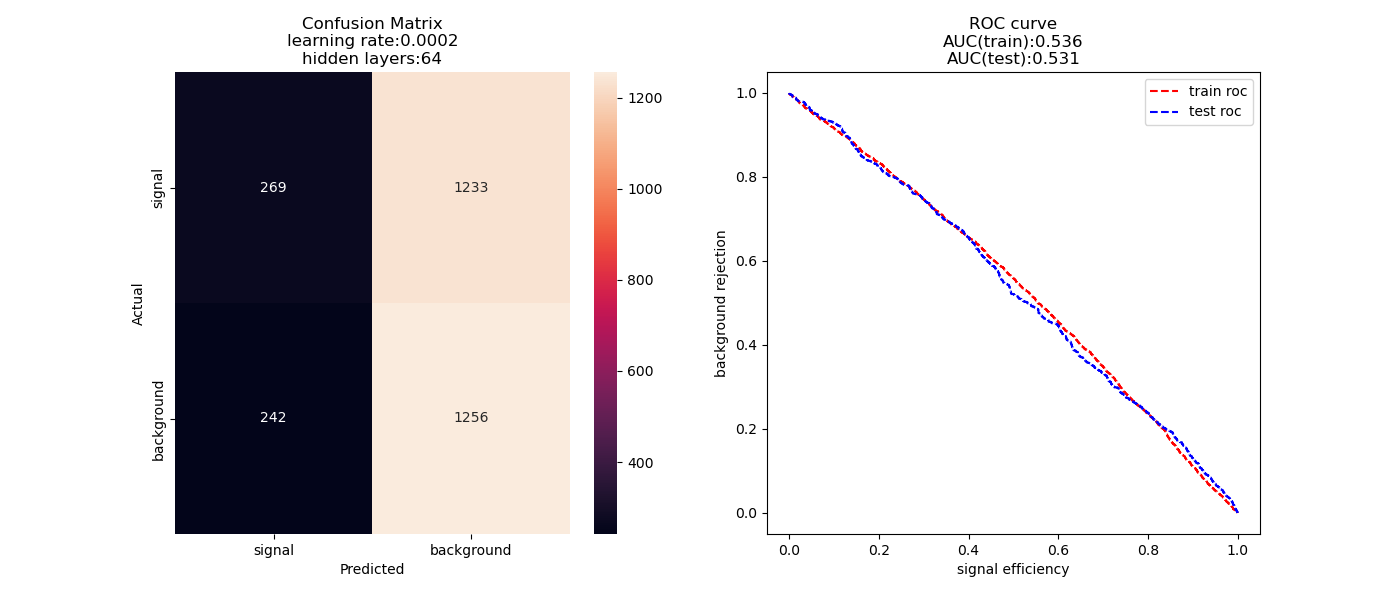 Confusion Matrix
learning rate:0.0002
hidden layers:64
signal
background
Actual
269
1233
242
1256
signal
background
Predicted
1200
1000
800
600
400
ROC curve
AUC(train):0.536
AUC(test):0.531
train roc
test roc
1.0
0.8
0.6
0.4
0.2
0.0
background rejection
0.0
0.2
0.4
0.6
0.8
1.0
signal efficiency